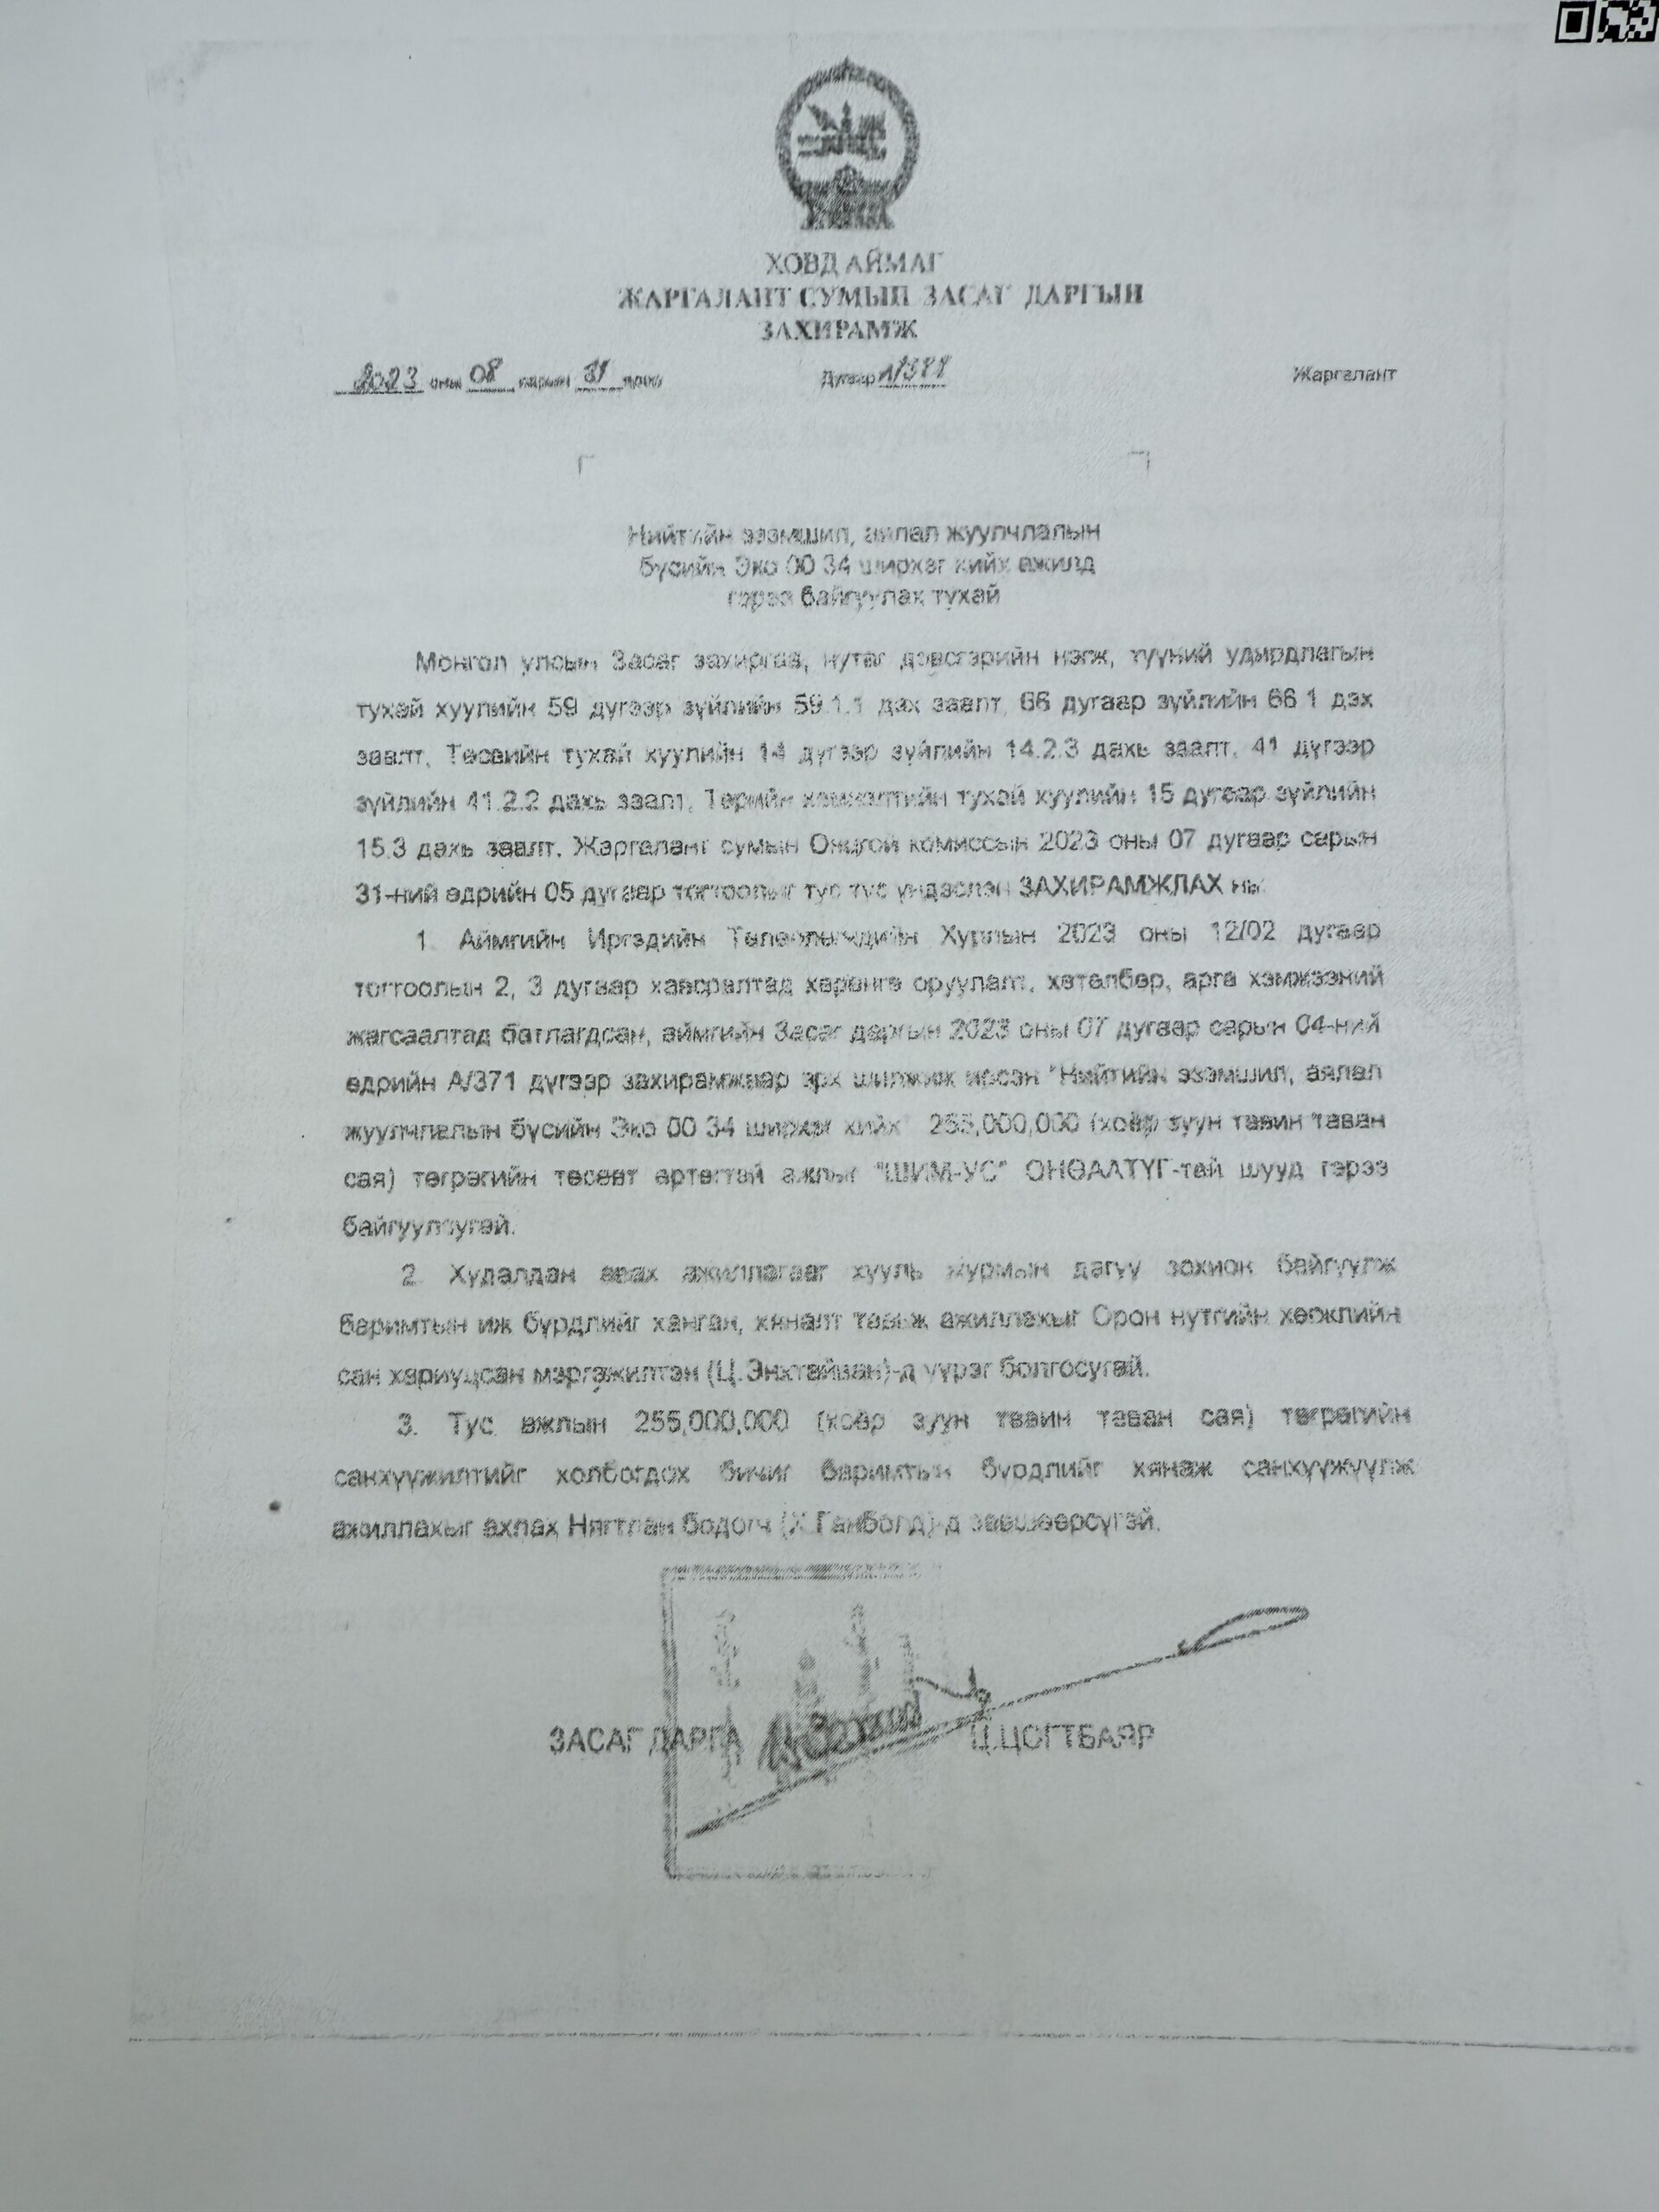 ХОВД АЙМАГ
ЖАРГАЛАНТ СУМЫН ЗАСАГ ДАРГЫН
ЗАХИРАМЖ
2023 оны 08 сарын 31 өдөр Дугаар Жаргалант
Нийтийн эзэмшил, аялал жуулчлалын
бүсийн Эко 00 34 ширхэг хийх ажилд
гэрээ байгуулах тухай
Монгол улсын Засаг захиргаа, нутаг дэвсгэрийн нэгж, түүний удирдлагын
тухай хуулийн 59 дүгээр зүйлийн 59.1.1 дэх заалт, 66 дугаар зүйлийн 66.1 дэх
заалт, Төсвийн тухай хуулийн 14 дүгээр зүйлийн 14.2.3 дахь заалт, 41 дүгээр
зүйлийн 41.2.2 дахь заалт, Төрийн хяналтийн тухай хуулийн 15 дугаар зүйлийн
15.3 дахь заалт, Жаргалант сумын Онцгой комиссын 2023 оны 07 дугаар сарын
31-ний өдрийн 05 дугаар тогтоолыг тус тус үндэслэн ЗАХИРАМЖЛАХ нь:
1. Аймгийн Иргэдийн Төлөөлөгчдийн Хурлын 2023 оны 12/02 дугаар
тогтоолын 2, 3 дугаар хавсралтад хөрөнгө оруулалт, хөтөлбөр, арга хэмжээний
жагсаалтад батлагдсан, аймгийн Засаг даргын 2023 оны 07 дугаар сарын 04-ний
өдрийн А/371 дүгээр захирамжаар эрх шилжиж ирсэн "Нийтийн эзэмшил, аялал
жуулчлалын бүсийн Эко 00 34 ширхэг хийх" 255,000,000 (хоёр зуун тавин таван
сая) төгрөгийн төсөвт өртөгтэй ажлыг "ШИМ-УС" ОНӨААТҮГ-тай шууд гэрээ
байгуулсугай.
2. Худалдан авах ажиллагааг хууль журмын дагуу зохион байгуулж
баримтын иж бүрдлийг ханган, хяналт тавьж ажиллахыг Орон нутгийн хөгжлийн
сан хариуцсан мэргэжилтэн (Ц.Энхтайван)-д үүрэг болгосугай.
3. Тус ажлын 255,000,000 (хоёр зуун тавин таван сая) төгрөгийн
санхүүжилтийг холбогдох бичиг баримтын бүрдлийг хянаж санхүүжүүлж
ажиллахыг ахлах Нягтлан бодогч (Х.Ганболд)-д зөвшөөрсүгэй.
ЗАСАГ ДАРГА Ц.ЦОГТБАЯР